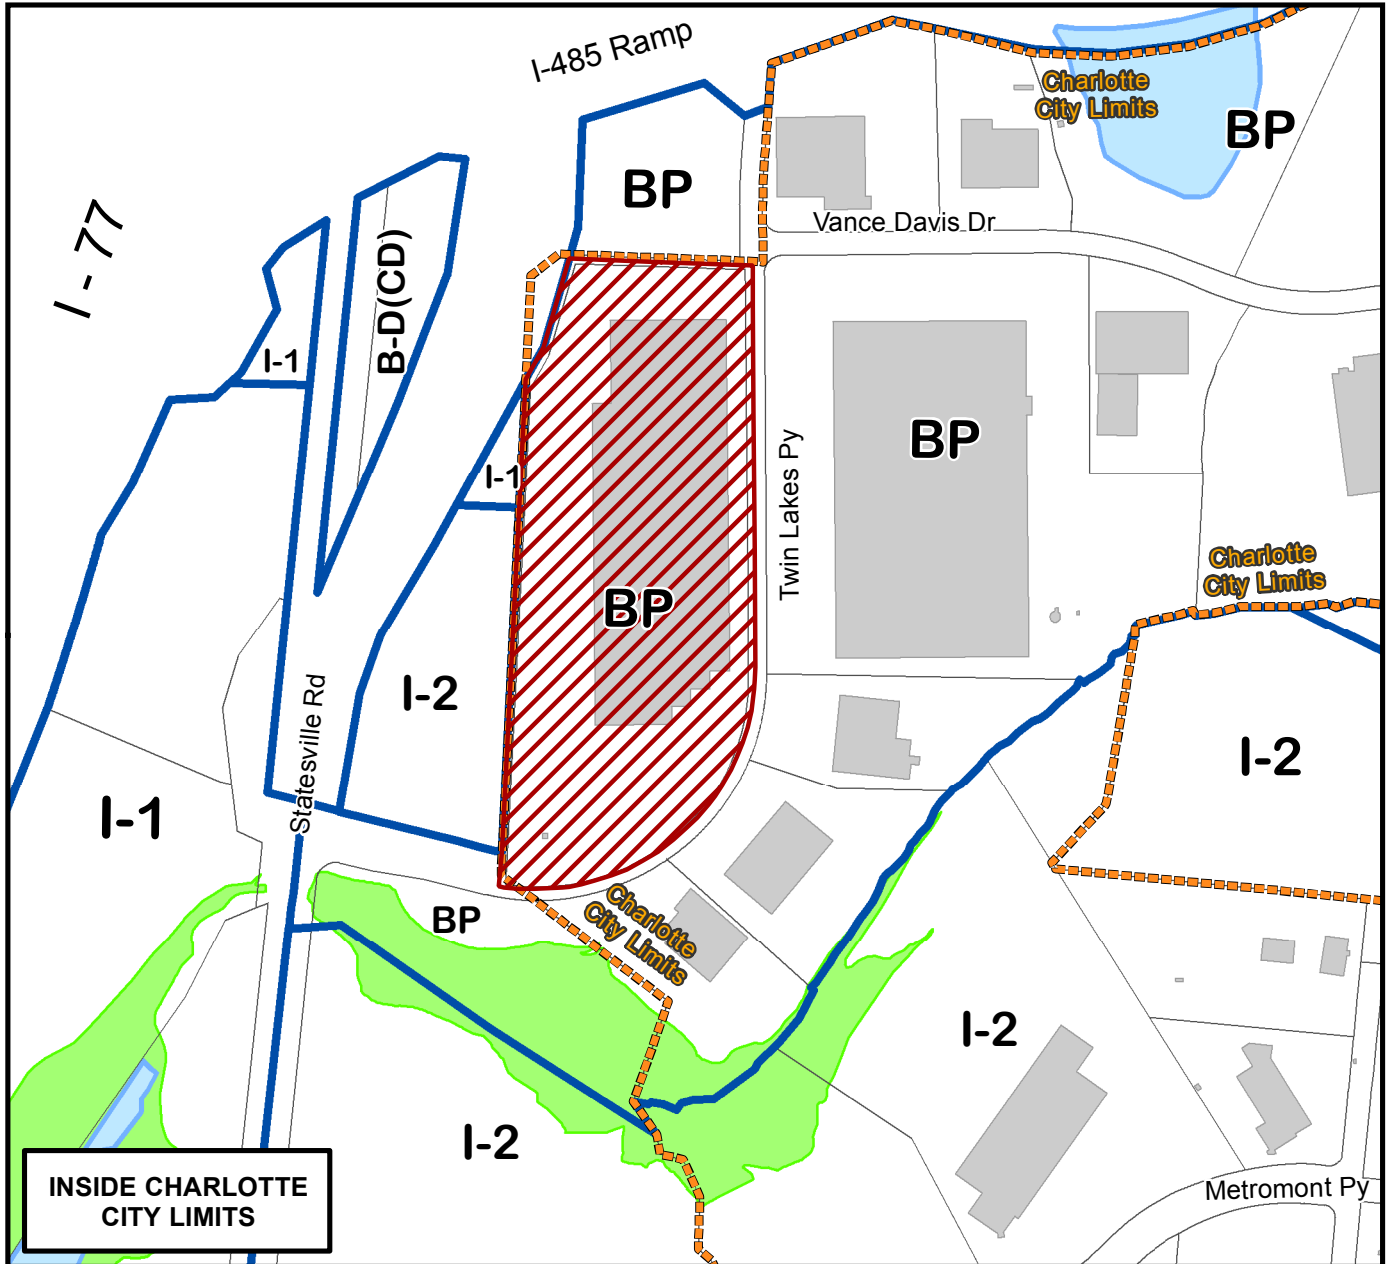 I-485 Ramp
Charlotte
City Limits
BP
BP
I - 77
Vance Davis Dr
B-D(CD)
I-1
BP
I-1
Twin Lakes Py
Charlotte
City Limits
BP
I-2
Statesville Rd
I-2
I-1
BP
Charlotte
City Limits
I-2
I-2
INSIDE CHARLOTTE
CITY LIMITS
Metromont Py